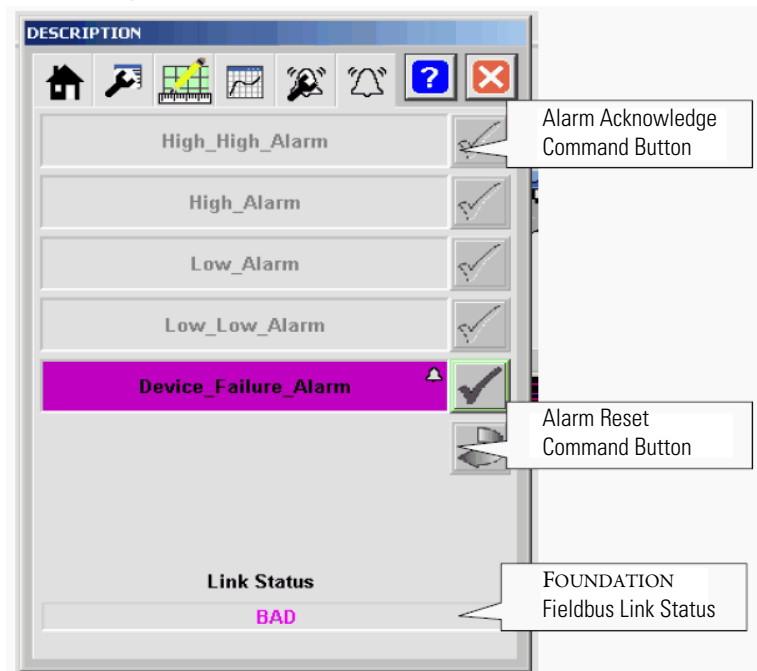 DESCRIPTION
?
High_High_Alarm
Alarm Acknowledge
Command Button
High_Alarm
Low_Alarm
Low_Low_Alarm
Device_Failure_Alarm
Alarm Reset
Command Button
Link Status
BAD
FOUNDATION
Fieldbus Link Status